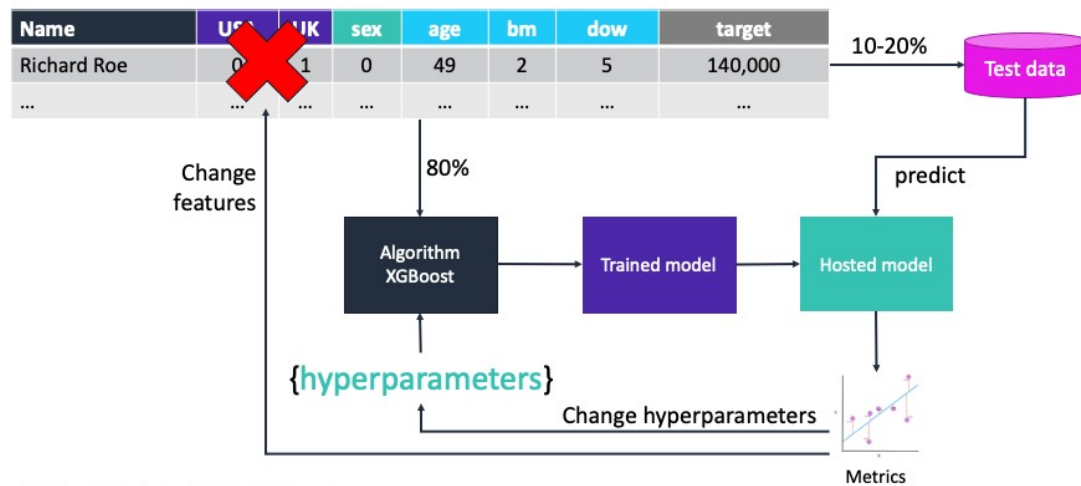 Name UK sex age bm dow target
Richard Roe 0 1 0 49 2 5 140,000
... ... ... ... ... ... ... ...
10-20%
Test data
Change
features
80%
predict
Algorithm
XGBoost
Trained model
Hosted model
{hyperparameters}
Change hyperparameters
Metrics